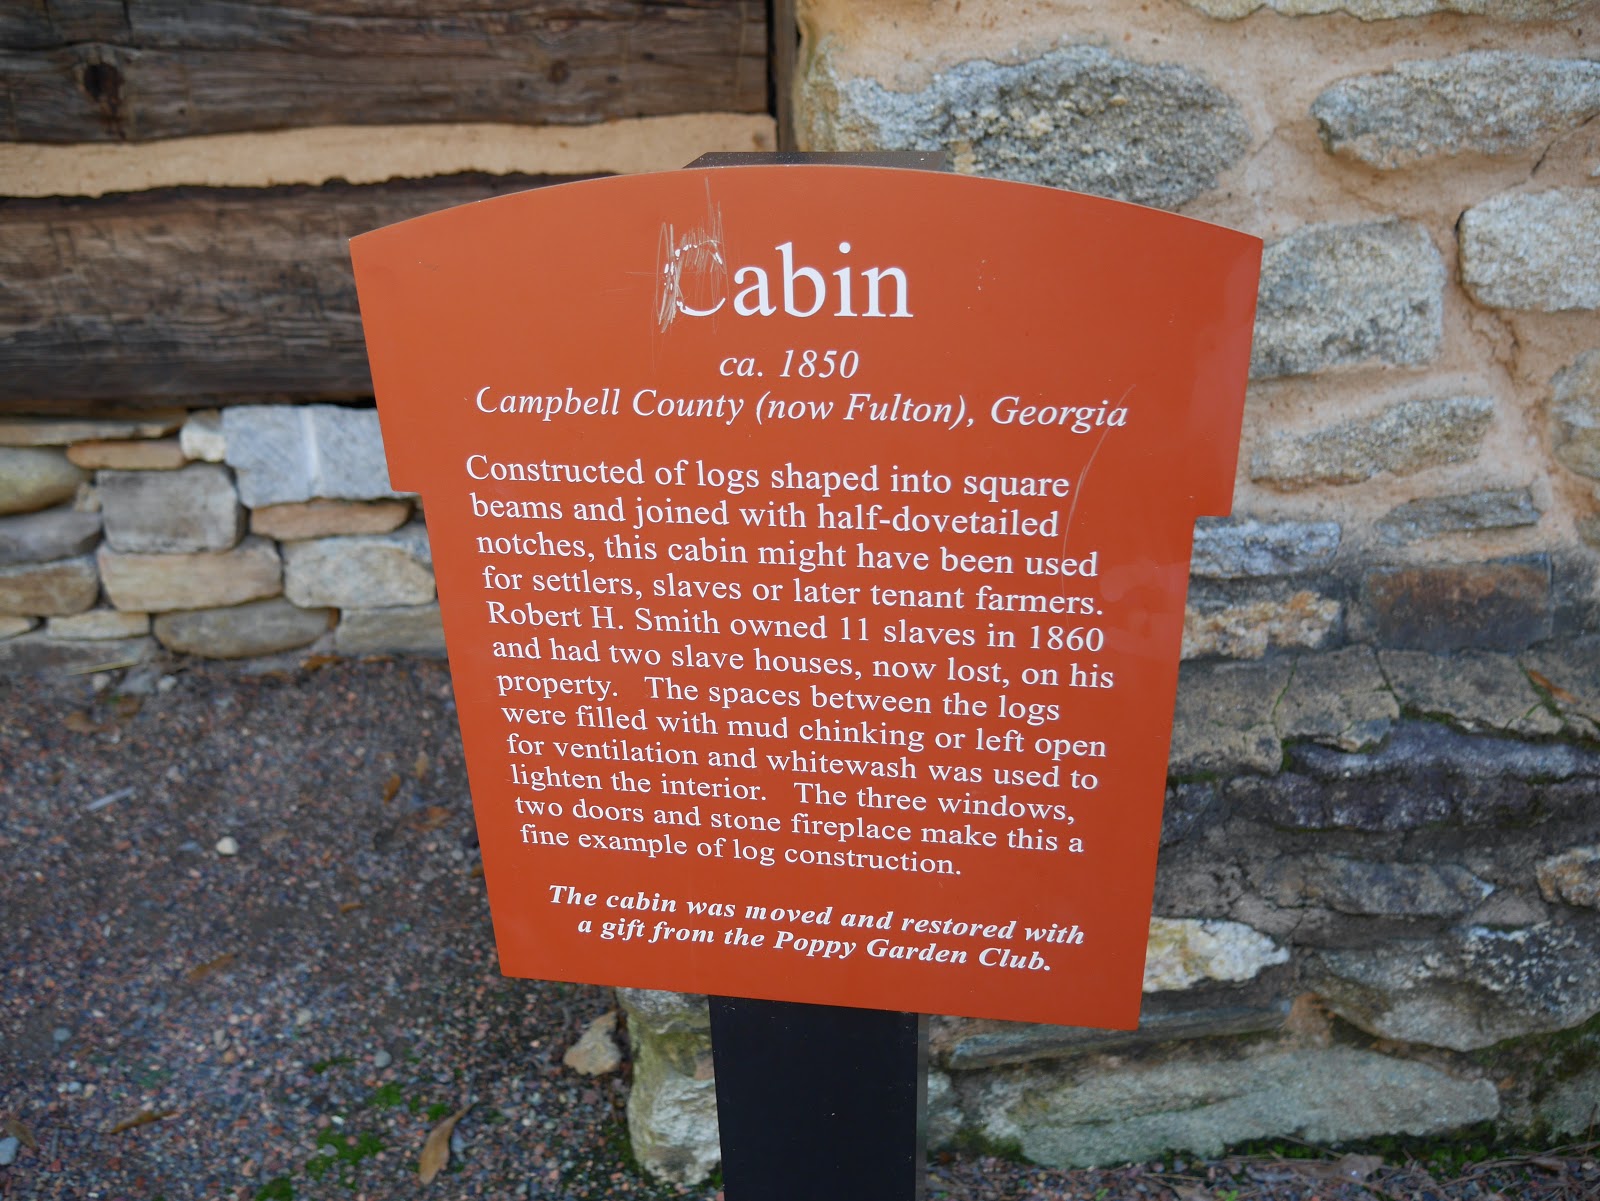 Cabin
ca. 1850
Campbell County (now Fulton), Georgia
Constructed of logs shaped into square
beams and joined with half-dovetailed
notches, this cabin might have been used
for settlers, slaves or later tenant farmers.
Robert H. Smith owned 11 slaves in 1860
and had two slave houses, now lost, on his
property. The spaces between the logs
were filled with mud chinking or left open
for ventilation and whitewash was used to
lighten the interior. The three windows,
two doors and stone fireplace make this a
fine example of log construction.
The cabin was moved and restored with
a gift from the Poppy Garden Club.